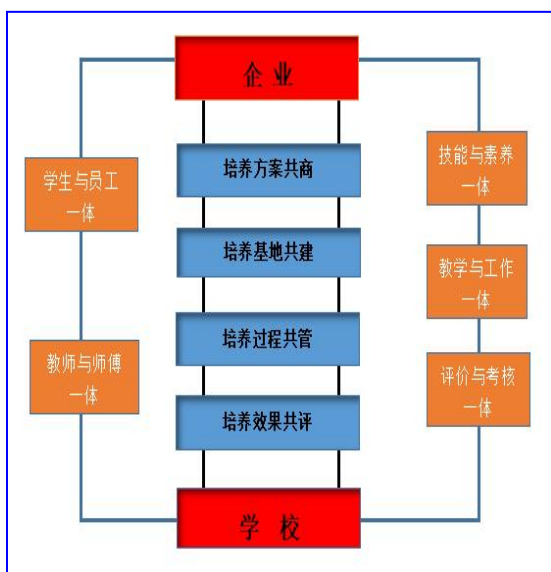 企 业
学生与员工
一体
教师与师傅
一体
培养方案共商
培养基地共建
培养过程共管
培养效果共评
技能与素养
一体
教学与工作
一体
评价与考核
一体
学 校